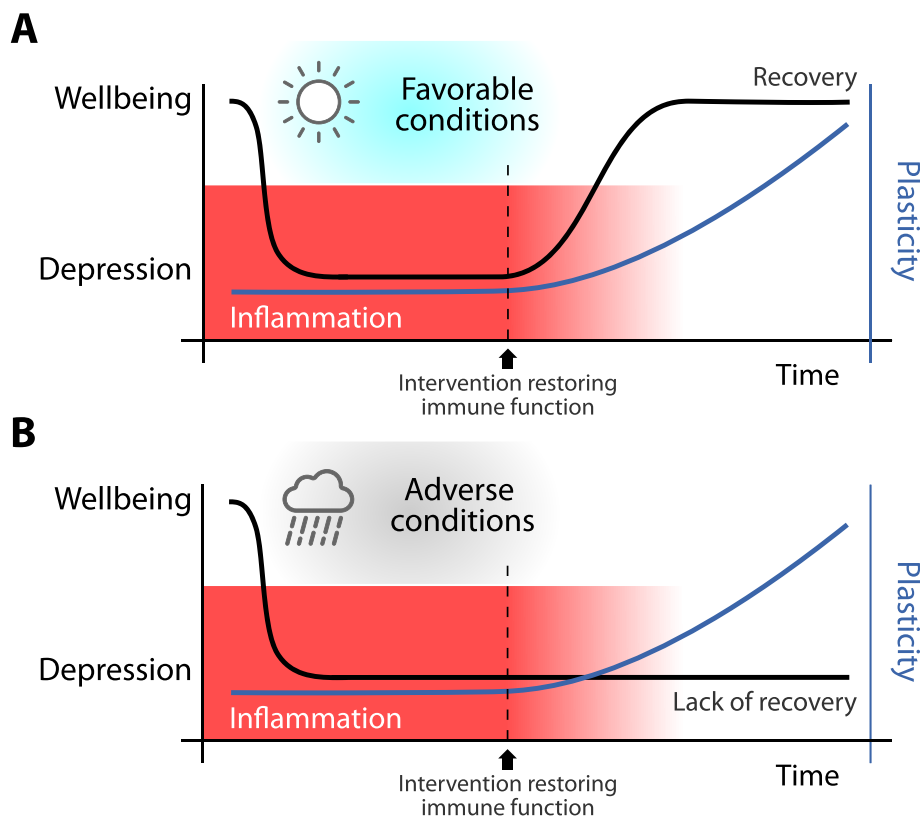 A
Wellbeing
Favorable
conditions
Recovery
Plasticity
Depression
Inflammation
Time
Intervention restoring
immune function
B
Wellbeing
Adverse
conditions
Plasticity
Depression
Lack of recovery
Inflammation
Time
Intervention restoring
immune function